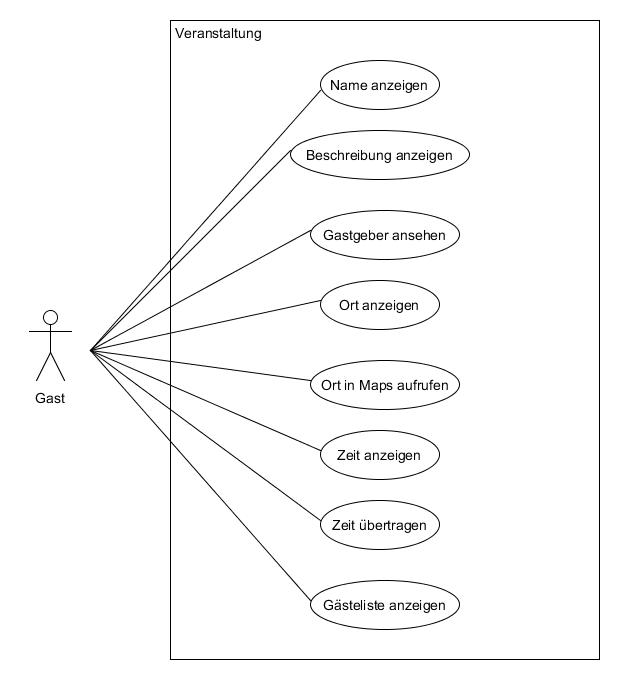 Veranstaltung
Name anzeigen
Beschreibung anzeigen
Gastgeber ansehen
Ort anzeigen
Ort in Maps aufrufen
Gast
Zeit anzeigen
Zeit übertragen
Gästeliste anzeigen